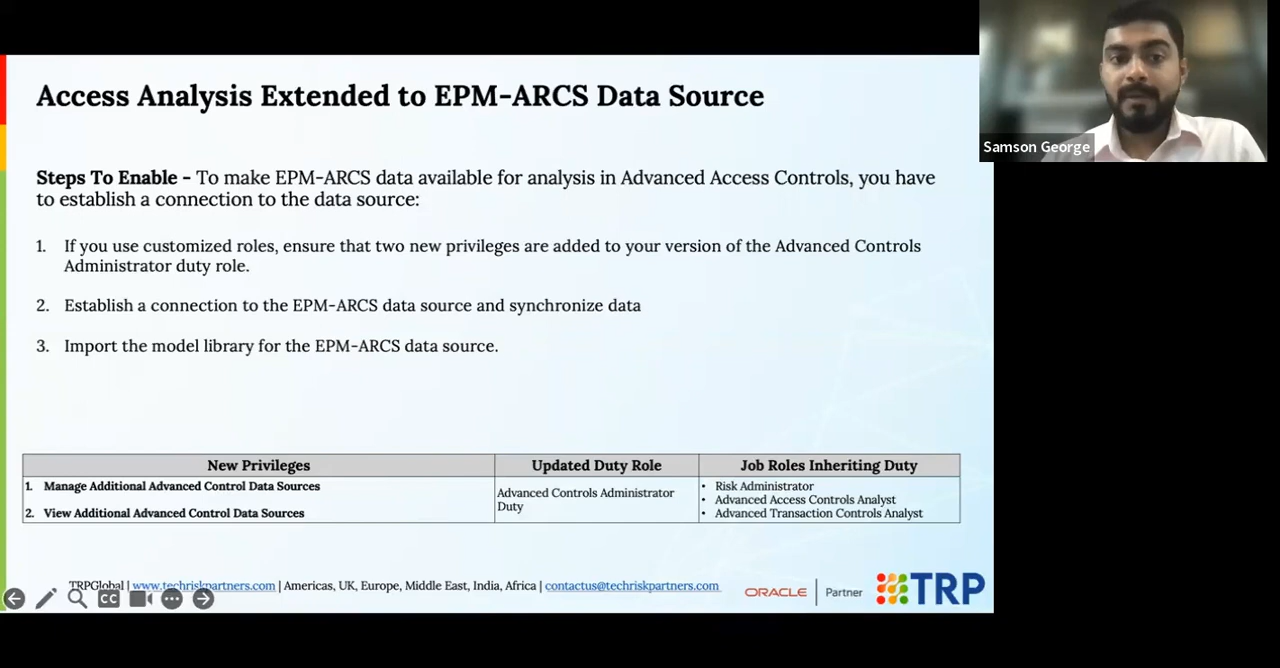 Access Analysis Extended to EPM-ARCS Data Source
Samson George
Steps To Enable - To make EPM-ARCS data available for analysis in Advanced Access Controls, you have
to establish a connection to the data source:
1. If you use customized roles, ensure that two new privileges are added to your version of the Advanced Controls
Administrator duty role.
2. Establish a connection to the EPM-ARCS data source and synchronize data
3. Import the model library for the EPM-ARCS data source.
New Privileges
Updated Duty Role
Job Roles Inheriting Duty
1. Manage Additional Advanced Control Data Sources
2. View Additional Advanced Control Data Sources
Advanced Controls Administrator
Duty
• Risk Administrator
• Advanced Access Controls Analyst
• Advanced Transaction Controls Analyst
TRPGlobal | www.techriskpartners.com | Americas, UK, Europe, Middle East, India, Africa | contactus@techriskpartners.com
CC
ORACLE | Partner
TRP